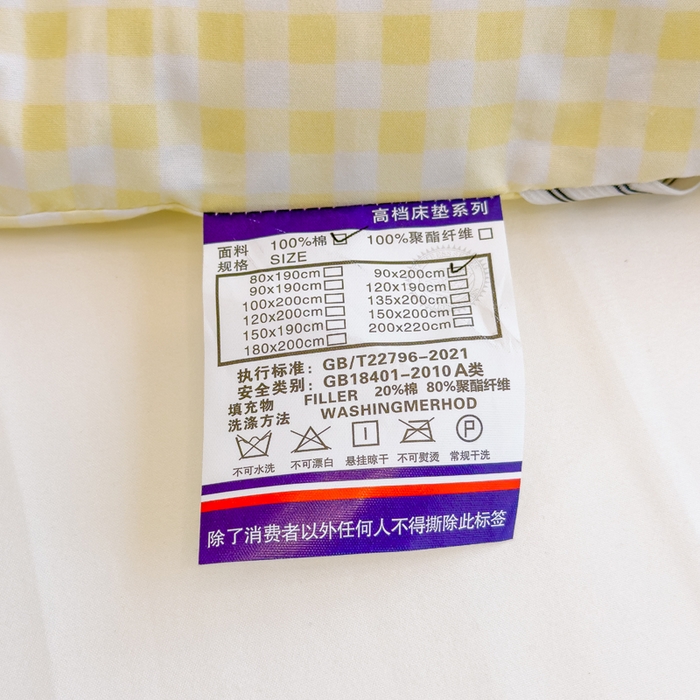 高档床垫系列
面料 100%棉 100%聚酯纤维
规格 SIZE
80x190cm 90x200cm
90x190cm 120x190cm
100x200cm 135x200cm
120x200cm 150x200cm
150x190cm 200x220cm
180x200cm
执行标准：GB/T22796-2021
安全类别：GB18401-2010 A类
填充物 FILLER 20%棉 80%聚酯纤维
洗涤方法 WASHINGMERHOD
P
不可水洗 不可漂白 悬挂晾干 不可熨烫 常规干洗
除了消费者以外任何人不得撕除此标签